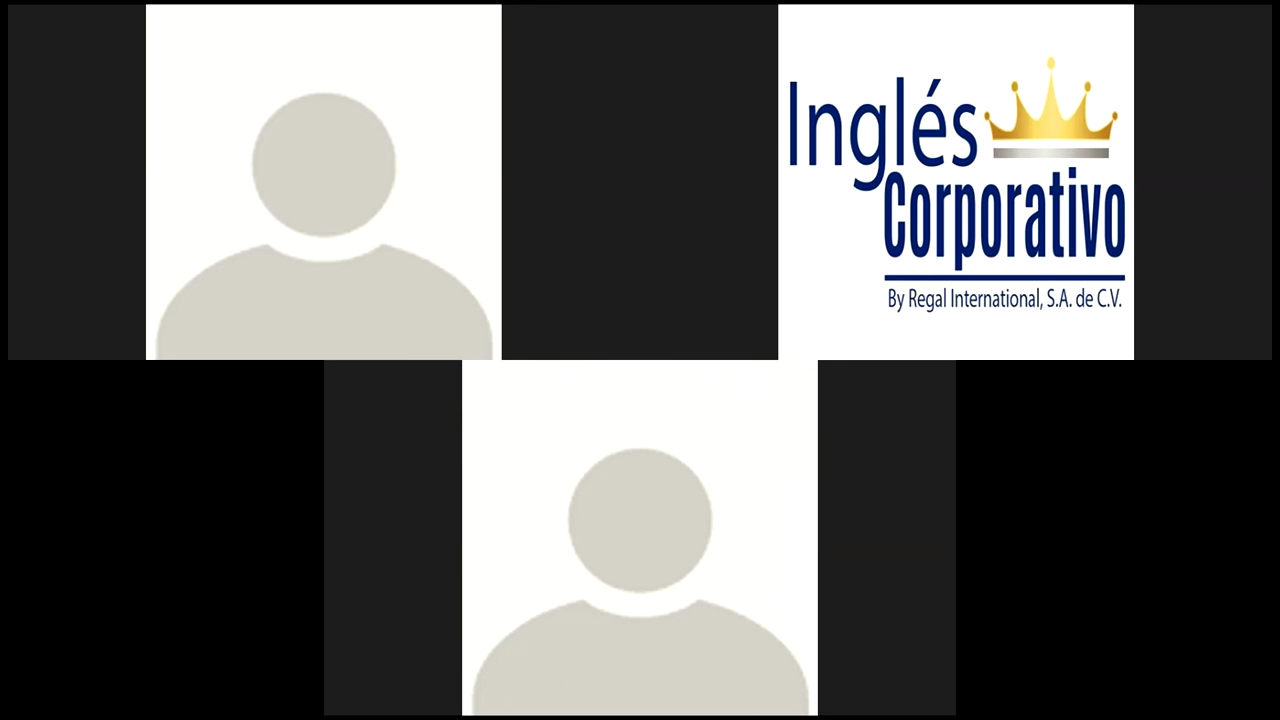 Inglés
Corporativo
By Regal International, S.A. de C.V.